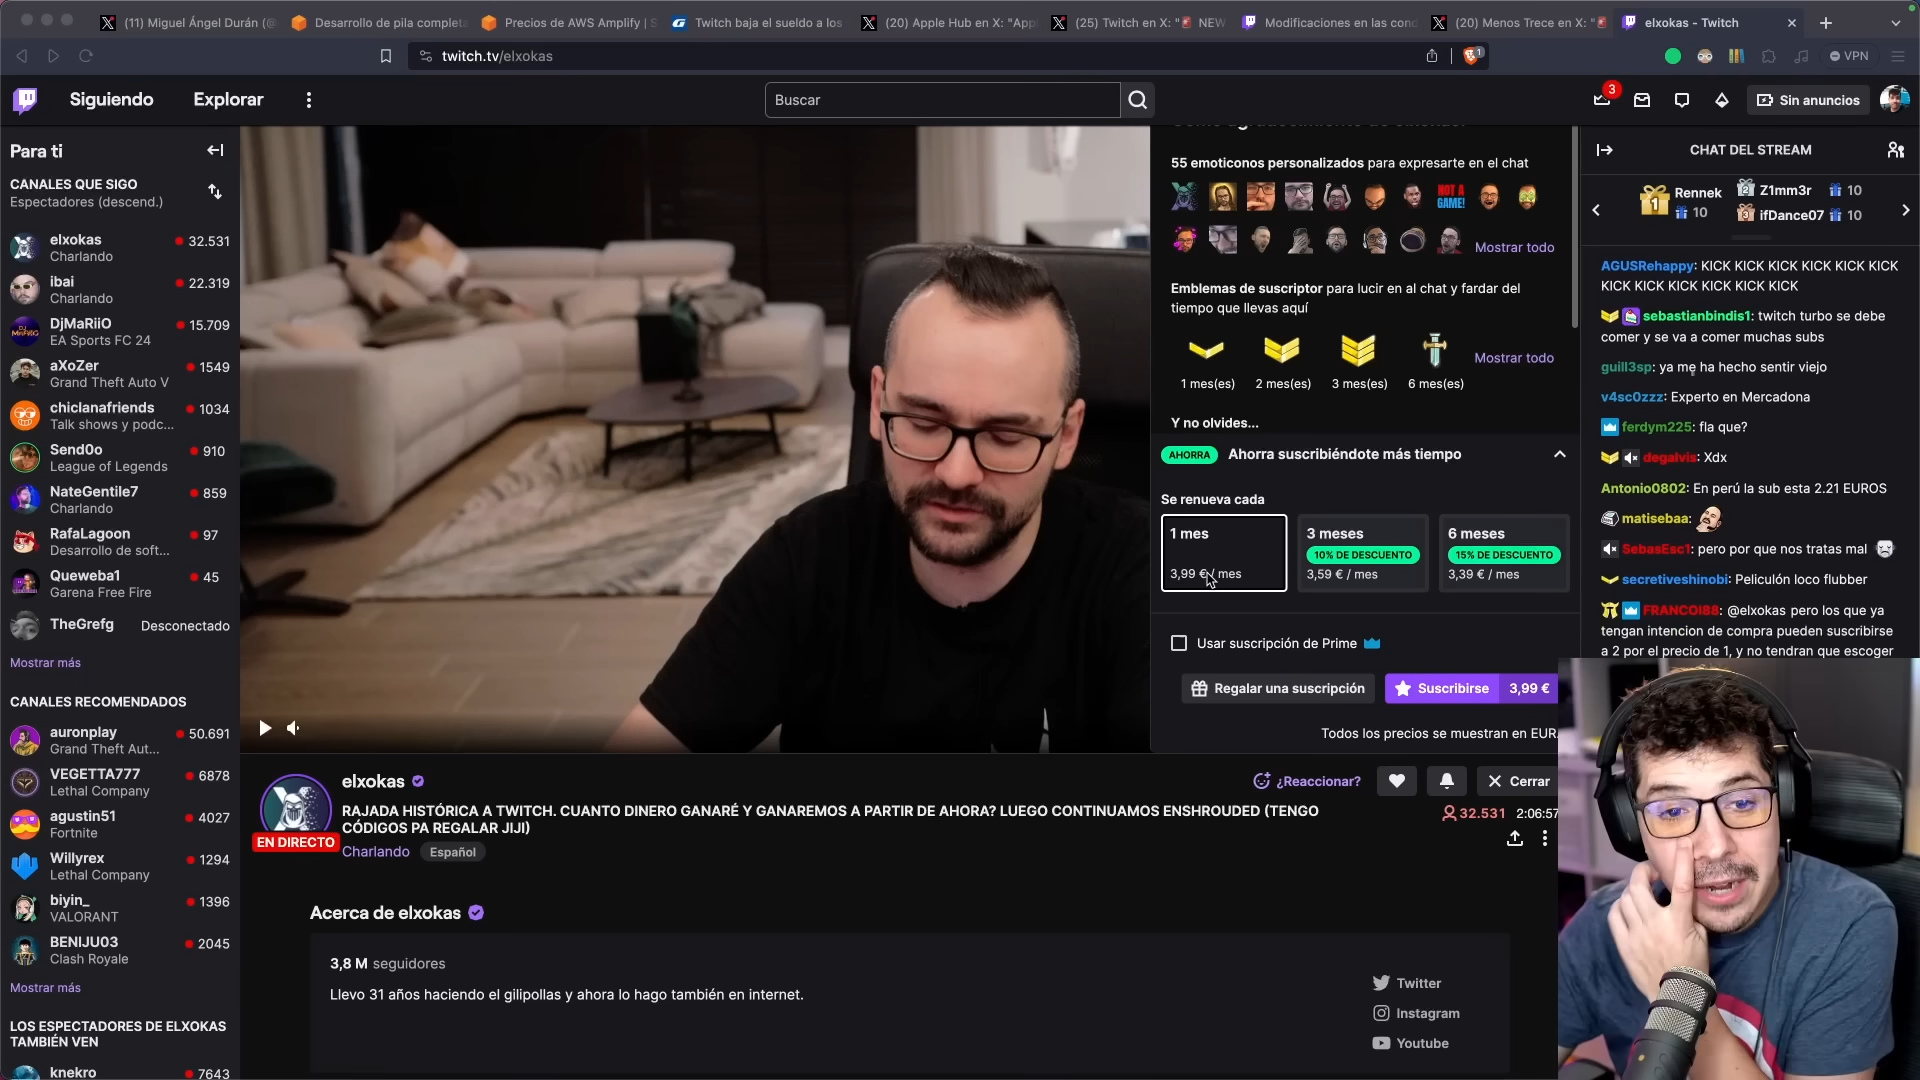 (11) Miguel Ángel Durán (@
Desarrollo de pila complet
Precios de AWS Amplify | S
Twitch baja el sueldo a los
(20) Apple Hub en X: "App
(25) Twitch en X: "🚨 NEW
Modificaciones en las cond
(20) Menos Trece en X: "🚨
elxokas - Twitch
twitch.tv/elxokas
1
VPN
Siguiendo
Explorar
Buscar
3
Sin anuncios
Para ti
CANALES QUE SIGO
Espectadores (descend.)
elxokas
32.531
Charlando
ibai
22.319
Charlando
DjMaRiiO
15.709
EA Sports FC 24
aXoZer
1549
Grand Theft Auto V
chiclanafriends
1034
Talk shows y podc...
Send0o
910
League of Legends
NateGentile7
859
Charlando
RafaLagoon
97
Desarrollo de soft...
Queweba1
45
Garena Free Fire
TheGrefg
Desconectado
Mostrar más
CANALES RECOMENDADOS
auronplay
50.691
Grand Theft Aut...
VEGETTA777
6878
Lethal Company
agustin51
4027
Fortnite
Willyrex
1294
Lethal Company
biyin_
1396
VALORANT
BENIJU03
2045
Clash Royale
Mostrar más
LOS ESPECTADORES DE ELXOKAS
TAMBIÉN VEN
knekro
7643
55 emoticonos personalizados para expresarte en el chat
NOT A
GAME!
Mostrar todo
Emblemas de suscriptor para lucir en al chat y fardar del
tiempo que llevas aquí
1 mes(es)
2 mes(es)
3 mes(es)
6 mes(es)
Mostrar todo
Y no olvides...
AHORRA
Ahorra suscribiéndote más tiempo
Se renueva cada
1 mes
3,99 € / mes
3 meses
10% DE DESCUENTO
3,59 € / mes
6 meses
15% DE DESCUENTO
3,39 € / mes
Usar suscripción de Prime
Regalar una suscripción
Suscribirse
3,99 €
Todos los precios se muestran en EUR.
CHAT DEL STREAM
1
Rennek
10
2
Z1mm3r
10
3
ifDance07
10
AGUSRehappy: KICK KICK KICK KICK KICK KICK
KICK KICK KICK KICK KICK KICK
sebastianbindis1: twitch turbo se debe
comer y se va a comer muchas subs
guill3sp: ya me ha hecho sentir viejo
v4sc0zzz: Experto en Mercadona
ferdym225: fla que?
degalvis: Xdx
Antonio0802: En perú la sub esta 2.21 EUROS
matisebaa:
SebasEsc1: pero por que nos tratas mal
secretiveshinobi: Peliculón loco flubber
FRANCOI88: @elxokas pero los que ya
tengan intencion de compra pueden suscribirse
a 2 por el precio de 1, y no tendran que escoger
elxokas
¿Reaccionar?
Cerrar
RAJADA HISTÓRICA A TWITCH. CUANTO DINERO GANARÉ Y GANAREMOS A PARTIR DE AHORA? LUEGO CONTINUAMOS ENSHROUDED (TENGO
CÓDIGOS PA REGALAR JIJI)
32.531
2:06:57
EN DIRECTO
Charlando
Español
Acerca de elxokas
3,8 M seguidores
Llevo 31 años haciendo el gilipollas y ahora lo hago también en internet.
Twitter
Instagram
Youtube